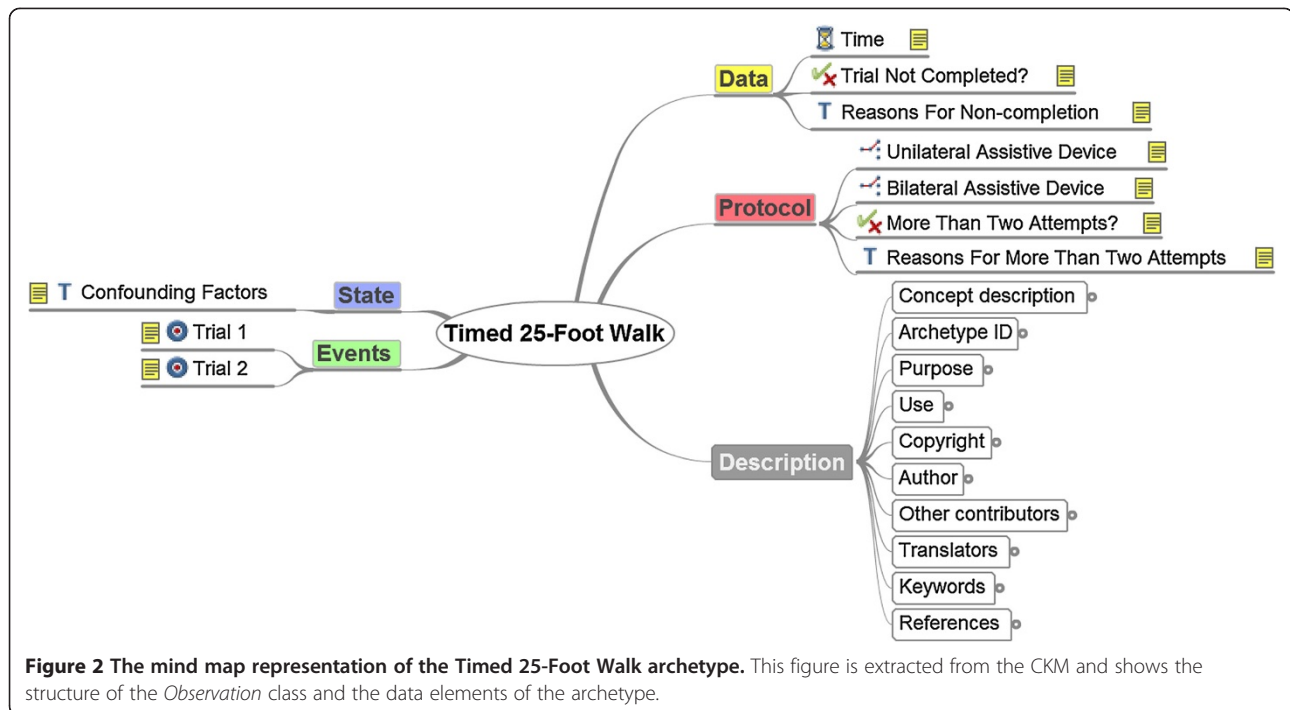 Time
Data
Trial Not Completed?
T Reasons For Non-completion
Unilateral Assistive Device
Bilateral Assistive Device
Protocol
More Than Two Attempts?
T Reasons For More Than Two Attempts
T Confounding Factors
State
Trial 1
Events
Trial 2
Timed 25-Foot Walk
Concept description
Archetype ID
Purpose
Use
Copyright
Description
Author
Other contributors
Translators
Keywords
References
Figure 2 The mind map representation of the Timed 25-Foot Walk archetype. This figure is extracted from the CKM and shows the
structure of the Observation class and the data elements of the archetype.